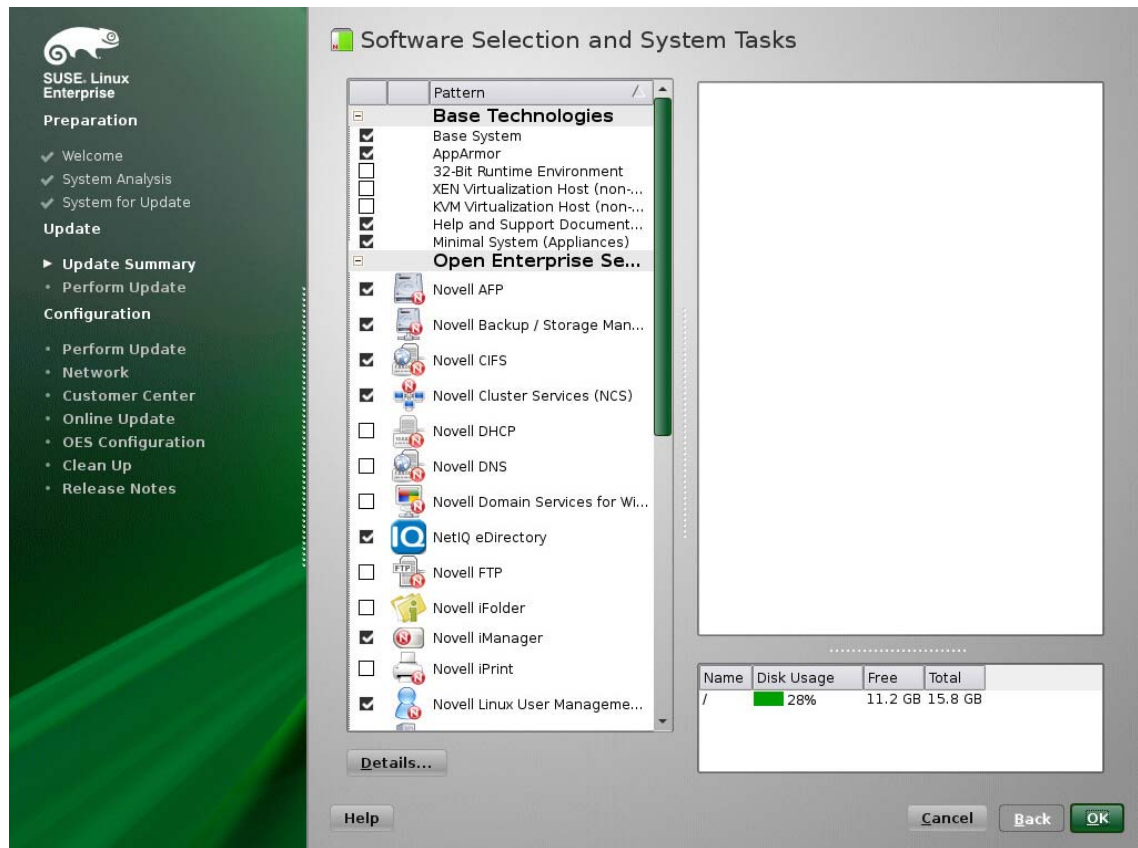 SUSE. Linux
Enterprise
Preparation
Welcome
System Analysis
System for Update
Update
Update Summary
Perform Update
Configuration
Perform Update
Network
Customer Center
Online Update
OES Configuration
Clean Up
Release Notes
Software Selection and System Tasks
Pattern
Base Technologies
Base System
AppArmor
32-Bit Runtime Environment
XEN Virtualization Host (non-...
KVM Virtualization Host (non-...
Help and Support Document...
Minimal System (Appliances)
Open Enterprise Se...
Novell AFP
Novell Backup / Storage Man...
Novell CIFS
Novell Cluster Services (NCS)
Novell DHCP
Novell DNS
Novell Domain Services for Wi...
IQ NetIQ eDirectory
FTP Novell FTP
Novell iFolder
Novell iManager
Novell iPrint
Novell Linux User Manageme...
Details...
Name Disk Usage Free Total
/ 28% 11.2 GB 15.8 GB
Help Cancel Back OK